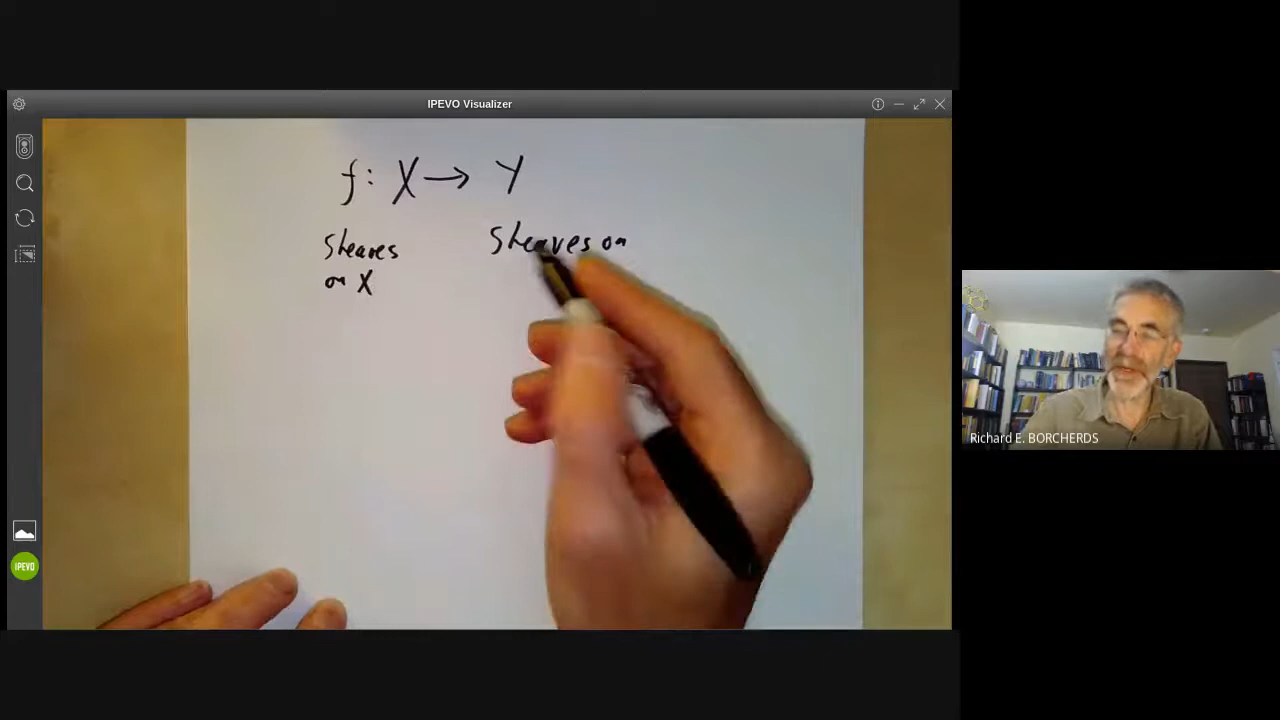 IPEVO Visualizer
f: X → Y
Sheaves
on X
Sheaves on
IPEVO
Richard E. BORCHERDS